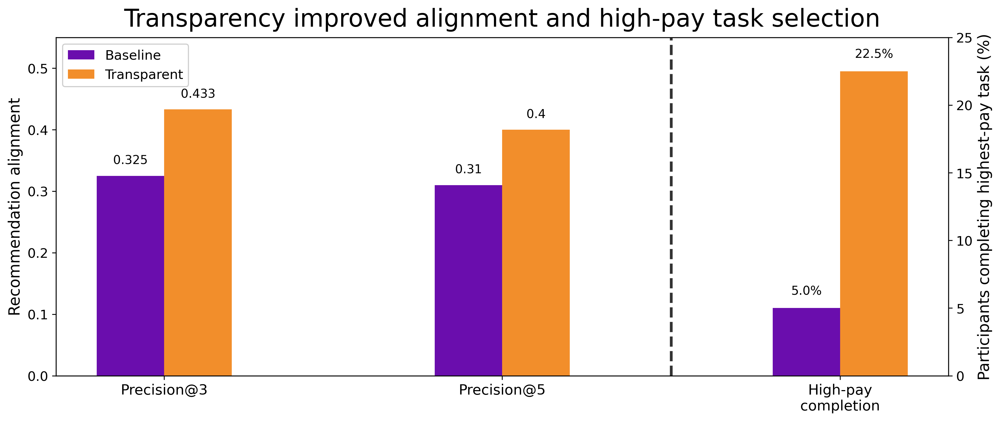 Transparency improved alignment and high-pay task selection
Baseline
Transparent
Recommendation alignment
0.5
0.4
0.3
0.2
0.1
0.0
0.325
0.433
0.31
0.4
5.0%
22.5%
25
20
15
10
5
0
Participants completing highest-pay task (%)
Precision@3
Precision@5
High-pay
completion